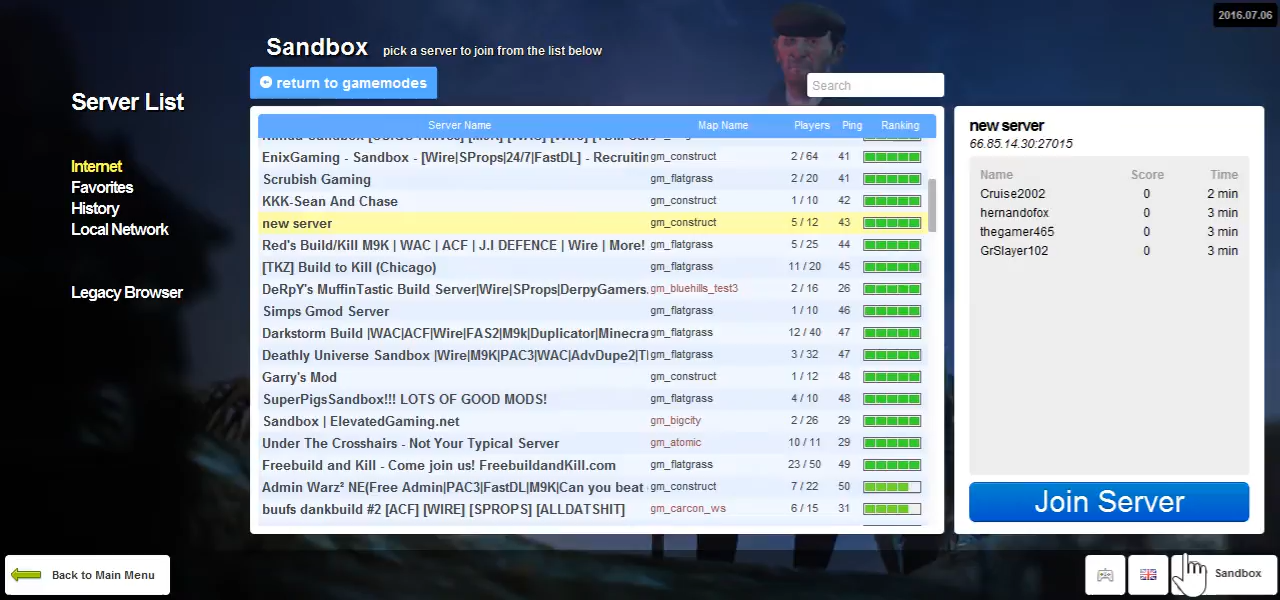 2016.07.06
Sandbox pick a server to join from the list below
return to gamemodes
Search
Server List
Internet
Favorites
History
Local Network
Legacy Browser
Server Name Map Name Players Ping Ranking
EnixGaming - Sandbox - [Wire|SProps|24/7|FastDL] - Recruitin gm_construct 2 / 64 41
Scrubish Gaming gm_flatgrass 2 / 20 41
KKK-Sean And Chase gm_construct 1 / 10 42
new server gm_construct 5 / 12 43
Red's Build/Kill M9K | WAC | ACF | J.I DEFENCE | Wire | More! gm_flatgrass 5 / 25 44
[TKZ] Build to Kill (Chicago) gm_flatgrass 11 / 20 45
DeRpY's MuffinTastic Build Server|Wire|SProps|DerpyGamers. gm_bluehills_test3 2 / 16 26
Simps Gmod Server gm_flatgrass 1 / 10 46
Darkstorm Build |WAC|ACF|Wire|FAS2|M9k|Duplicator|Minecra gm_flatgrass 12 / 40 47
Deathly Universe Sandbox |Wire|M9K|PAC3|WAC|AdvDupe2|T| gm_flatgrass 3 / 32 47
Garry's Mod gm_construct 1 / 12 48
SuperPigsSandbox!!! LOTS OF GOOD MODS! gm_flatgrass 4 / 10 48
Sandbox | ElevatedGaming.net gm_bigcity 2 / 26 29
Under The Crosshairs - Not Your Typical Server gm_atomic 10 / 11 29
Freebuild and Kill - Come join us! FreebuildandKill.com gm_flatgrass 23 / 50 49
Admin Warz² NE(Free Admin|PAC3|FastDL|M9K|Can you beat gm_construct 7 / 22 50
buufs dankbuild #2 [ACF] [WIRE] [SPROPS] [ALLDATSHIT] gm_carcon_ws 6 / 15 31
new server
66.85.14.30:27015
Name Score Time
Cruise2002 0 2 min
hernandofox 0 3 min
thegamer465 0 3 min
GrSlayer102 0 3 min
Join Server
Back to Main Menu
Sandbox